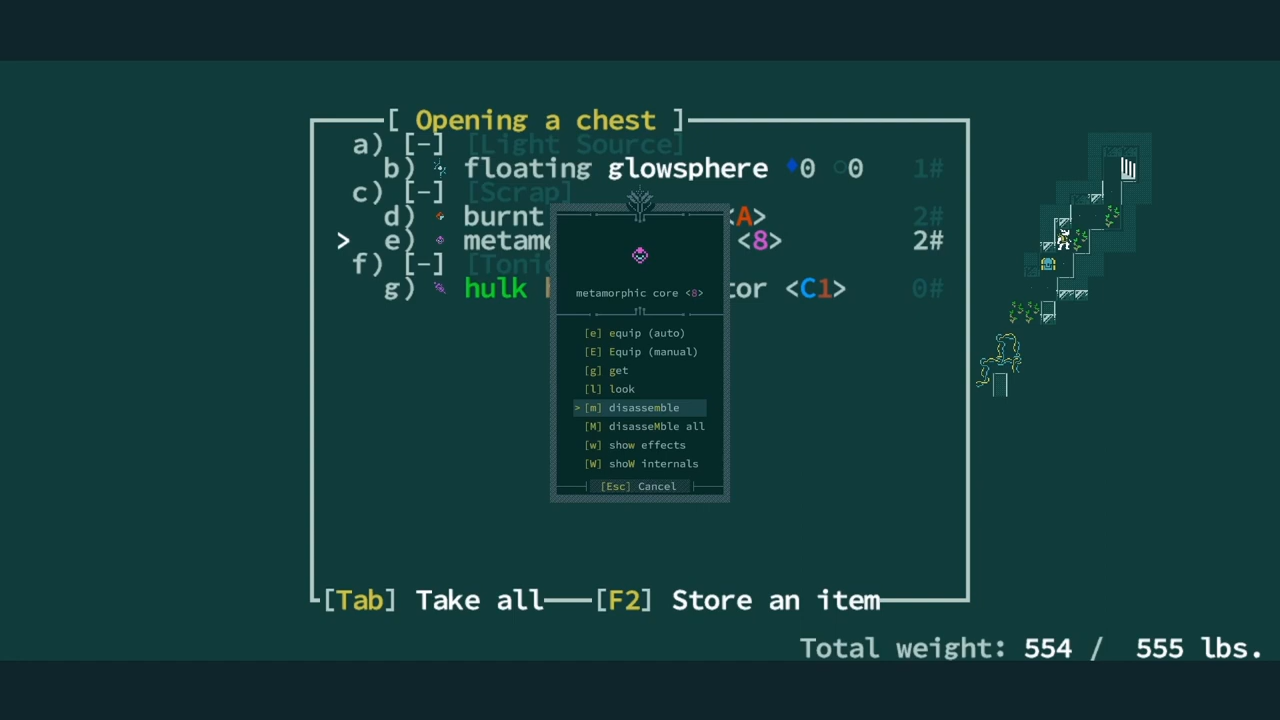 [ Opening a chest ]
a) [-] [Light Source]
b) floating glowsphere ♦0 ○0 1#
c) [-] [Scrap]
d) burnt <A> 2#
> e) metamo <8> 2#
f) [-] [Toni
g) hulk h tor <C1> 0#
metamorphic core <8>
[e] equip (auto)
[E] Equip (manual)
[g] get
[l] look
>[m] disassemble
[M] disasseMble all
[w] show effects
[W] shoW internals
[Esc] Cancel
[Tab] Take all [F2] Store an item
Total weight: 554 / 555 lbs.